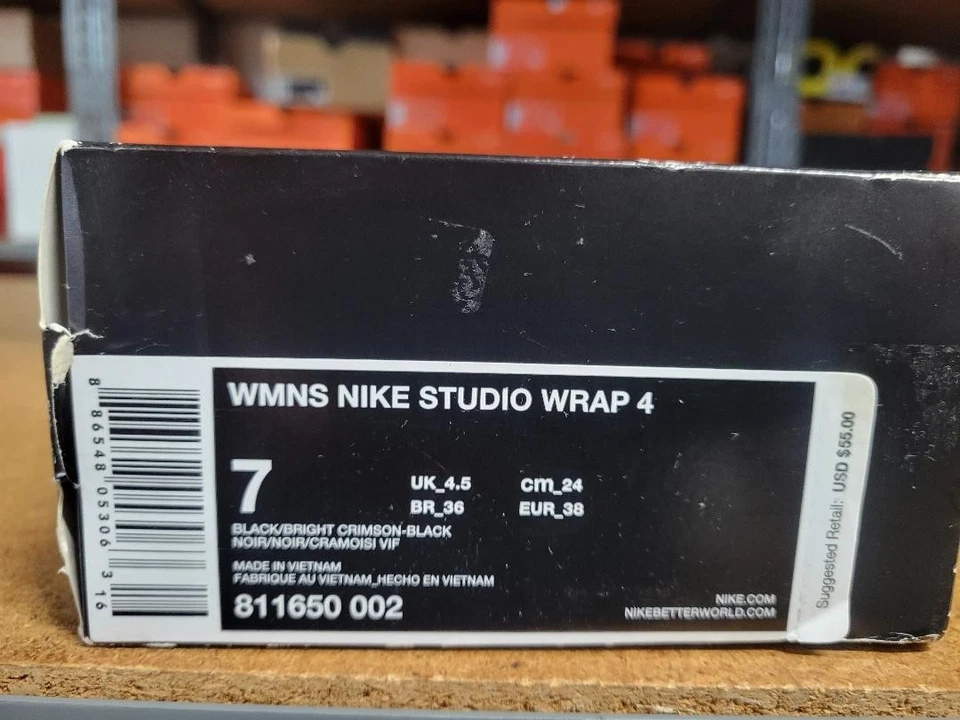 WMNS NIKE STUDIO WRAP 4
7
UK_4.5 cm_24
BR_36 EUR_38
BLACK/BRIGHT CRIMSON-BLACK
NOIR/NOIR/CRAMOISI VIF
MADE IN VIETNAM
FABRIQUE AU VIETNAM_HECHO EN VIETNAM
811650 002
NIKE.COM
NIKEBETTERWORLD.COM
8 86548 05306 3 16
Suggested Retail: USD $55.00